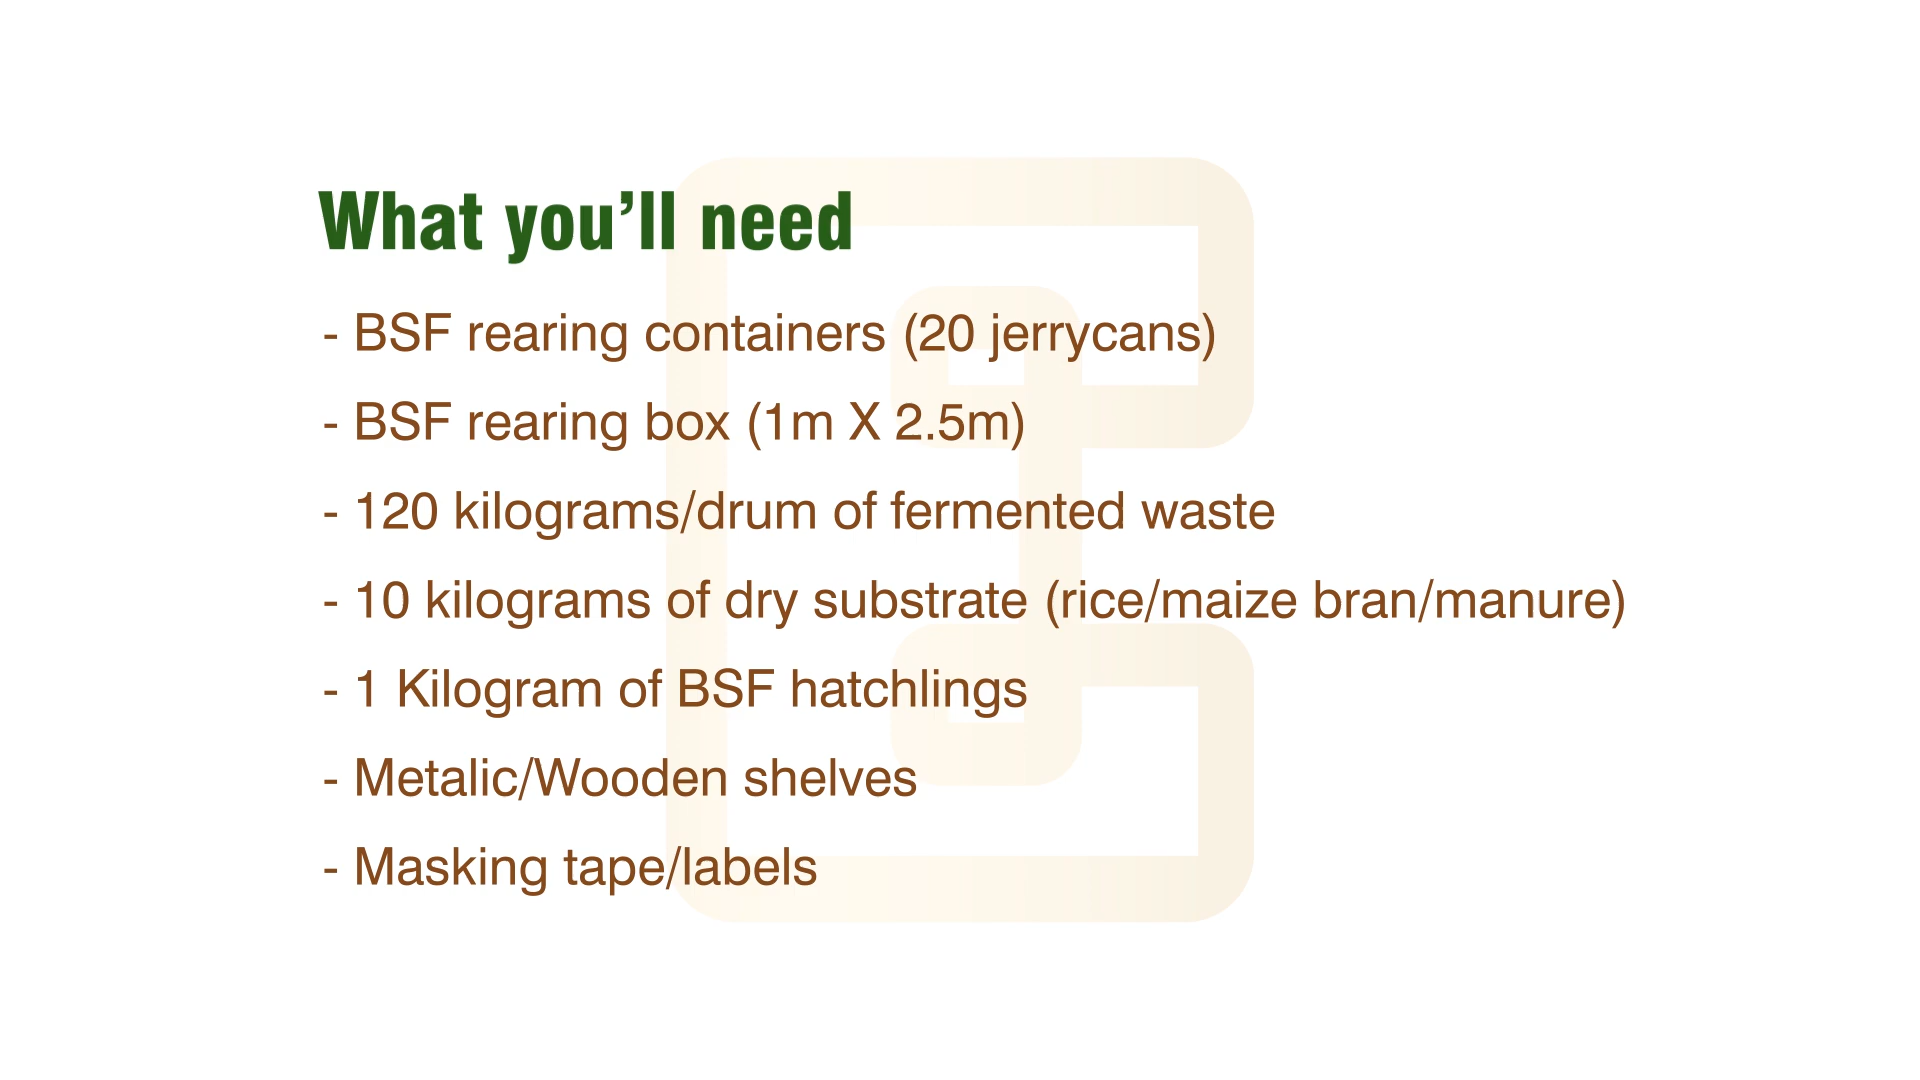 What you’ll need
- BSF rearing containers (20 jerrycans)
- BSF rearing box (1m X 2.5m)
- 120 kilograms/drum of fermented waste
- 10 kilograms of dry substrate (rice/maize bran/manure)
- 1 Kilogram of BSF hatchlings
- Metalic/Wooden shelves
- Masking tape/labels